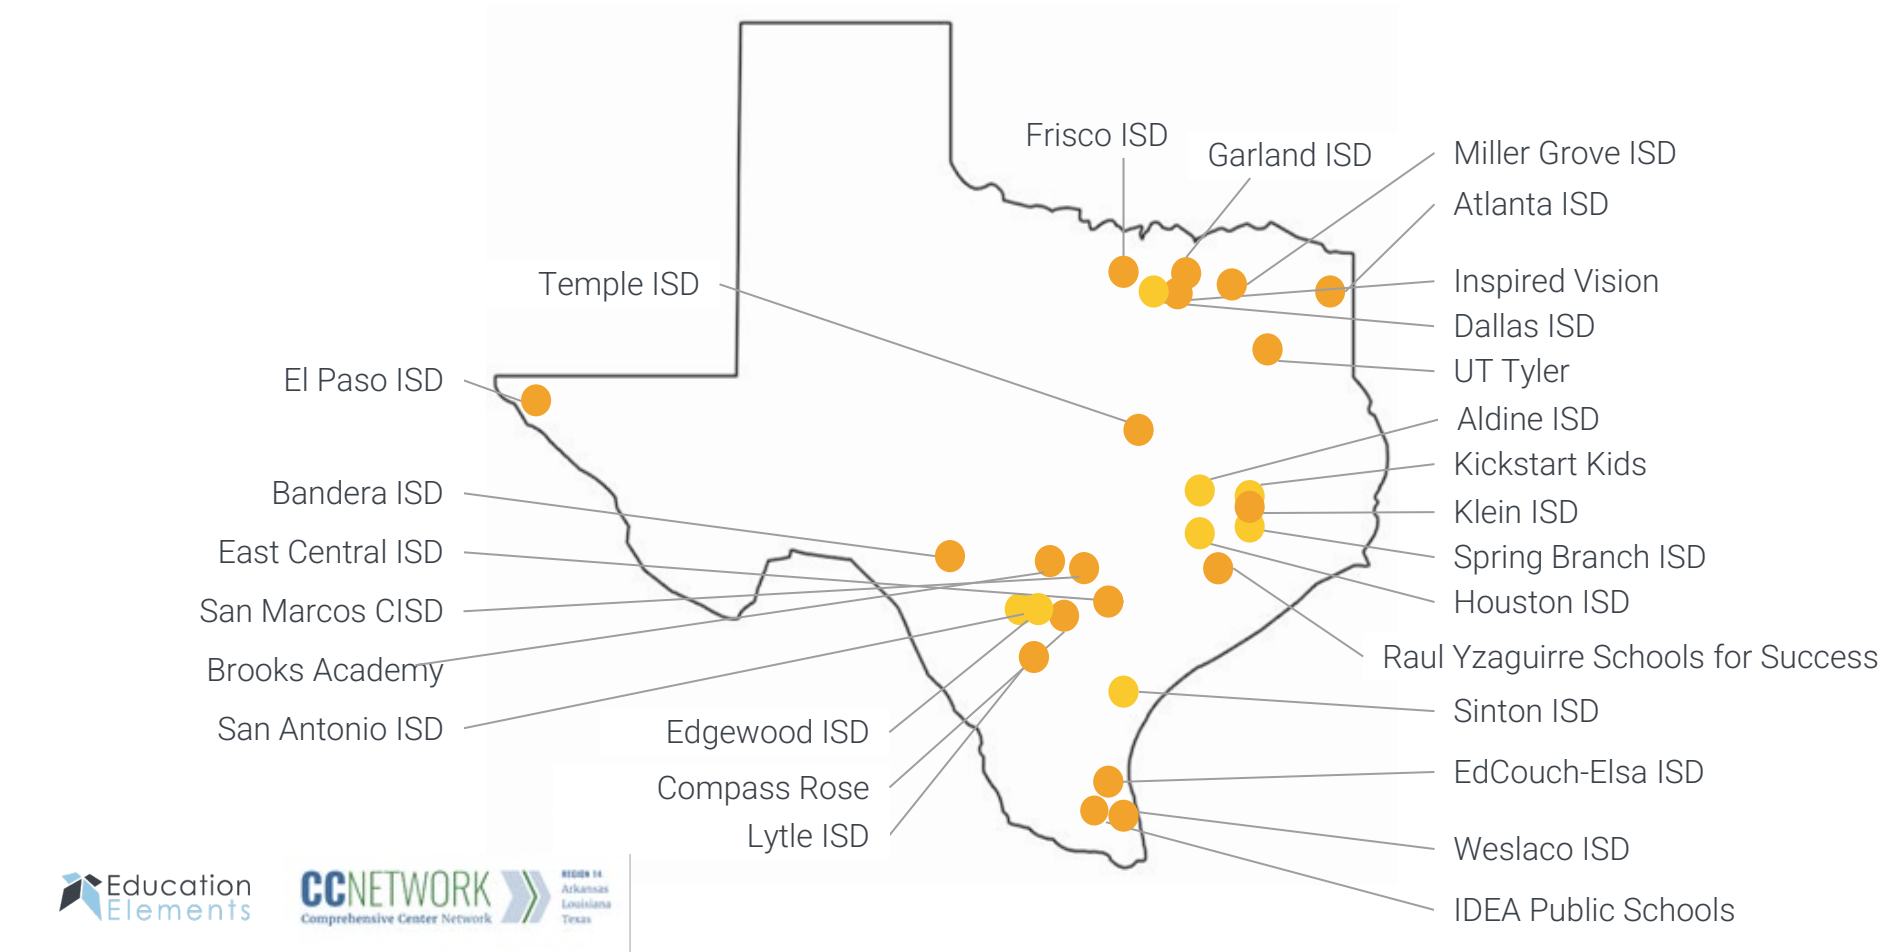 Frisco ISD
Garland ISD
Miller Grove ISD
Atlanta ISD
Temple ISD
Inspired Vision
Dallas ISD
El Paso ISD
UT Tyler
Aldine ISD
Kickstart Kids
Bandera ISD
Klein ISD
East Central ISD
Spring Branch ISD
San Marcos CISD
Houston ISD
Brooks Academy
Raul Yzaguirre Schools for Success
San Antonio ISD
Edgewood ISD
Sinton ISD
Compass Rose
EdCouch-Elsa ISD
Lytle ISD
Weslaco ISD
IDEA Public Schools
Education
Elements
CCNETWORK
Comprehensive Center Network
REGION 14
Arkansas
Louisiana
Texas